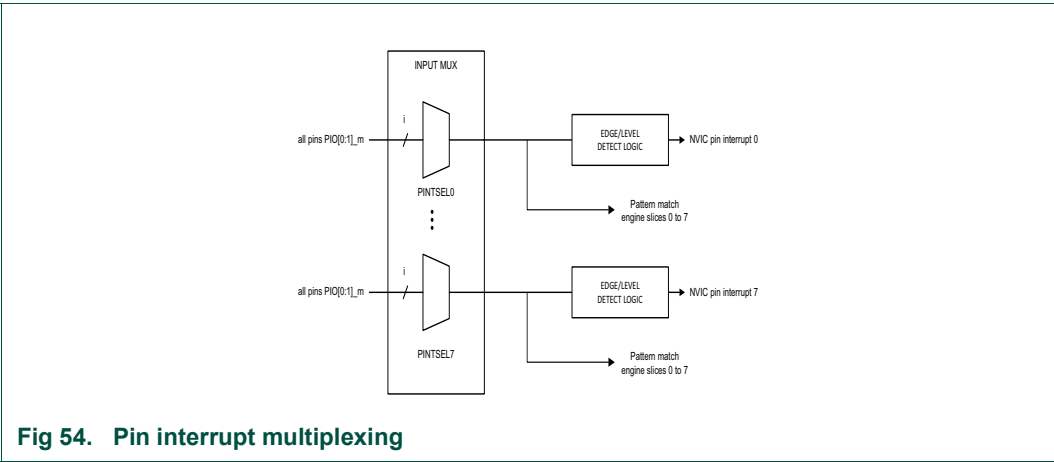 INPUT MUX
i
all pins PIO[0:1]_m
EDGE/LEVEL
DETECT LOGIC
NVIC pin interrupt 0
PINTSEL0
Pattern match
engine slices 0 to 7
i
all pins PIO[0:1]_m
EDGE/LEVEL
DETECT LOGIC
NVIC pin interrupt 7
PINTSEL7
Pattern match
engine slices 0 to 7
Fig 54. Pin interrupt multiplexing